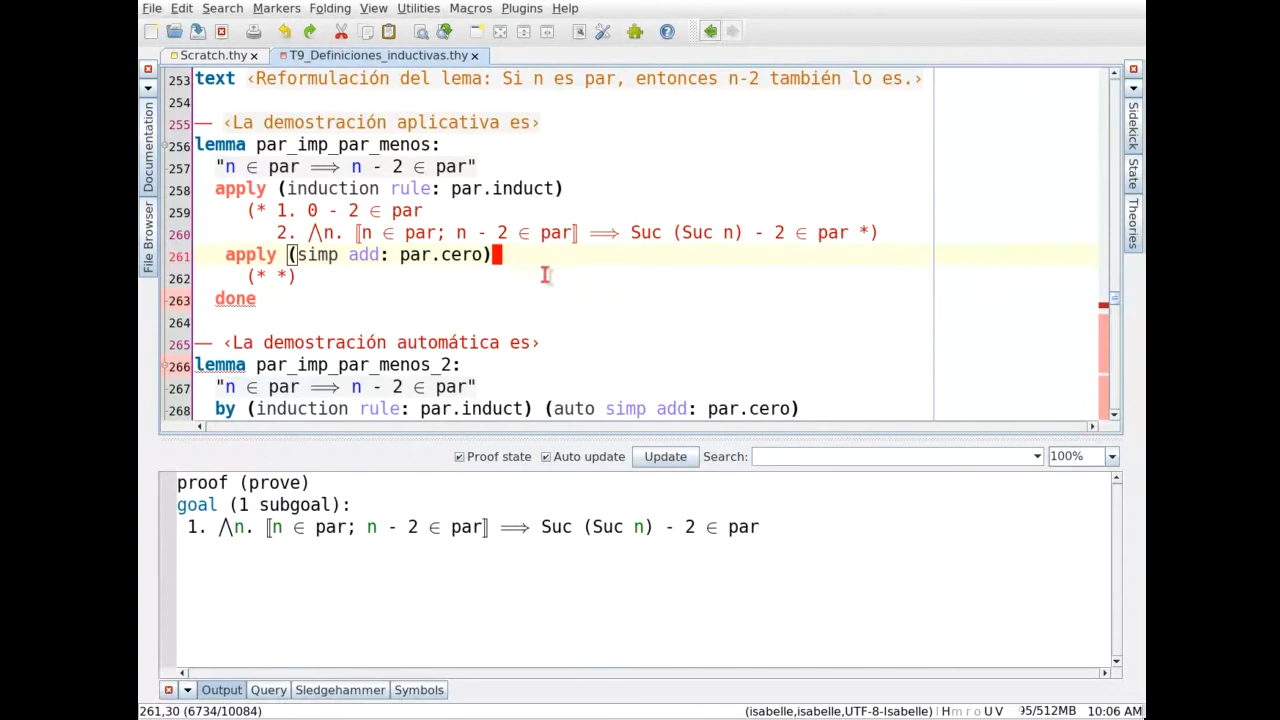 File Edit Search Markers Folding View Utilities Macros Plugins Help
Scratch.thy T9_Definiciones_inductivas.thy
253 text ‹Reformulación del lema: Si n es par, entonces n-2 también lo es.›
254
255 — ‹La demostración aplicativa es›
256 lemma par_imp_par_menos:
257 "n ∈ par ⟹ n - 2 ∈ par"
258 apply (induction rule: par.induct)
259 (* 1. 0 - 2 ∈ par
260 2. ⋀n. ⟦n ∈ par; n - 2 ∈ par⟧ ⟹ Suc (Suc n) - 2 ∈ par *)
261 apply (simp add: par.cero)
262 (* *)
263 done
264
265 — ‹La demostración automática es›
266 lemma par_imp_par_menos_2:
267 "n ∈ par ⟹ n - 2 ∈ par"
268 by (induction rule: par.induct) (auto simp add: par.cero)
Documentation
File Browser
Sidekick
State
Theories
Proof state Auto update Update Search: 100%
proof (prove)
goal (1 subgoal):
1. ⋀n. ⟦n ∈ par; n - 2 ∈ par⟧ ⟹ Suc (Suc n) - 2 ∈ par
Output Query Sledgehammer Symbols
261,30 (6734/10084) (isabelle,isabelle,UTF-8-Isabelle) | H m r o U V 95/512MB 10:06 AM